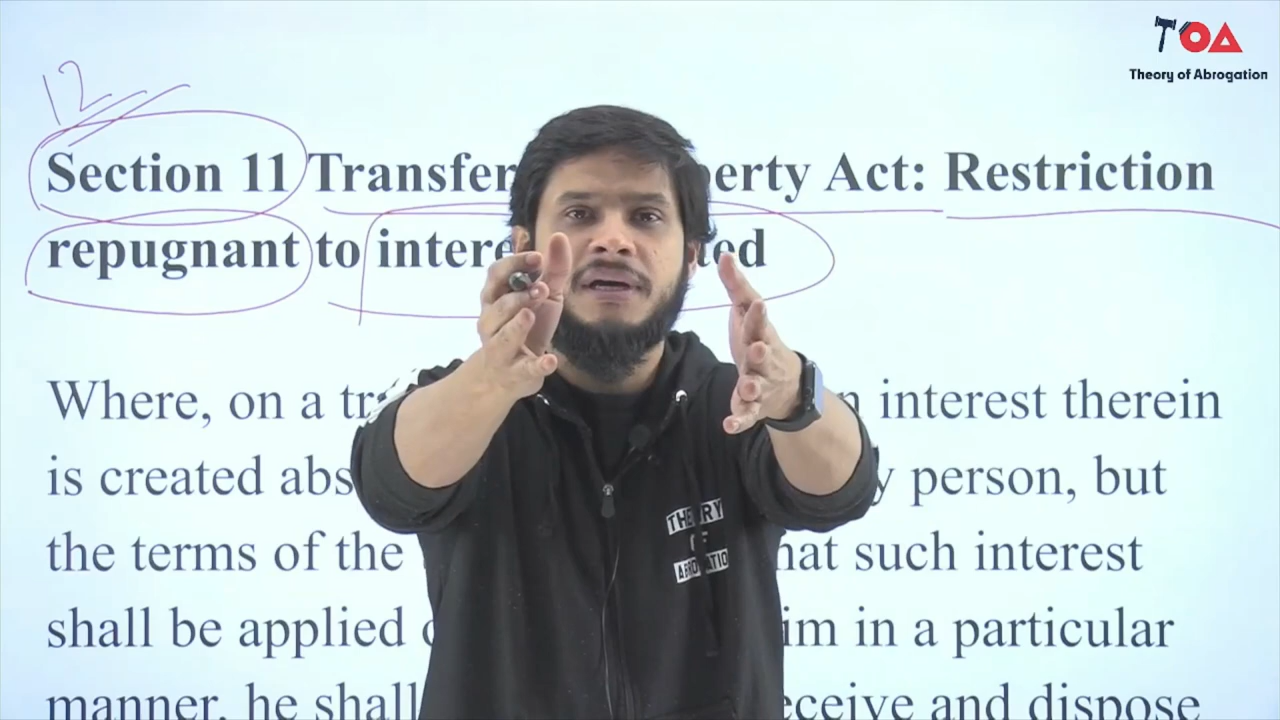 TOA
Theory of Abrogation
12
Section 11 Transfer perty Act: Restriction
repugnant to intere ted
Where, on a tr n interest therein
is created abs y person, but
the terms of the hat such interest
shall be applied im in a particular
manner, he shall eceive and dispose
THEORY
OF